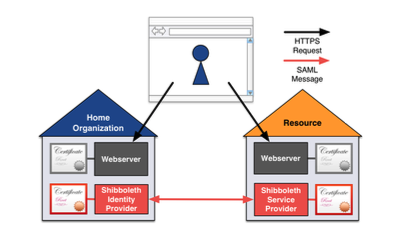 HTTPS
Request
SAML
Message
Home
Organization
Resource
Certificate
Webserver
Webserver
Certificate
Certificate
Shibboleth
Identity
Provider
Shibboleth
Service
Provider
Certificate